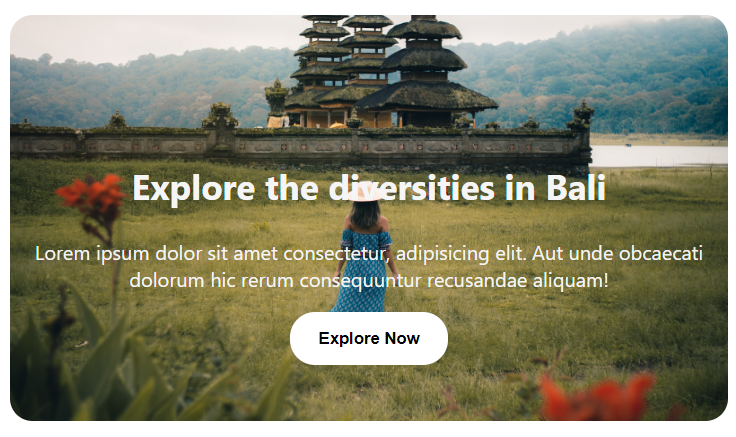 Explore the diversities in Bali
Lorem ipsum dolor sit amet consectetur, adipisicing elit. Aut unde obcaecati
dolorum hic rerum consequuntur recusandae aliquam!
Explore Now